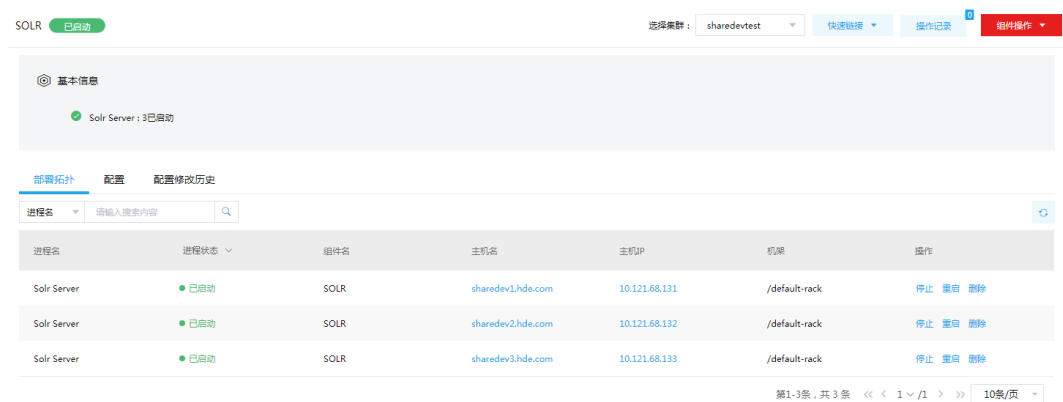 SOLR 已启动 选择集群： sharedevtest 快速链接 操作记录 0 组件操作
基本信息
Solr Server : 3已启动
部署拓扑 配置 配置修改历史
进程名 请输入搜索内容
进程名 进程状态 组件名 主机名 主机IP 机架 操作
Solr Server 已启动 SOLR sharedev1.hde.com 10.121.68.131 /default-rack 停止 重启 删除
Solr Server 已启动 SOLR sharedev2.hde.com 10.121.68.132 /default-rack 停止 重启 删除
Solr Server 已启动 SOLR sharedev3.hde.com 10.121.68.133 /default-rack 停止 重启 删除
第1-3条，共 3 条 1 /1 10条/页